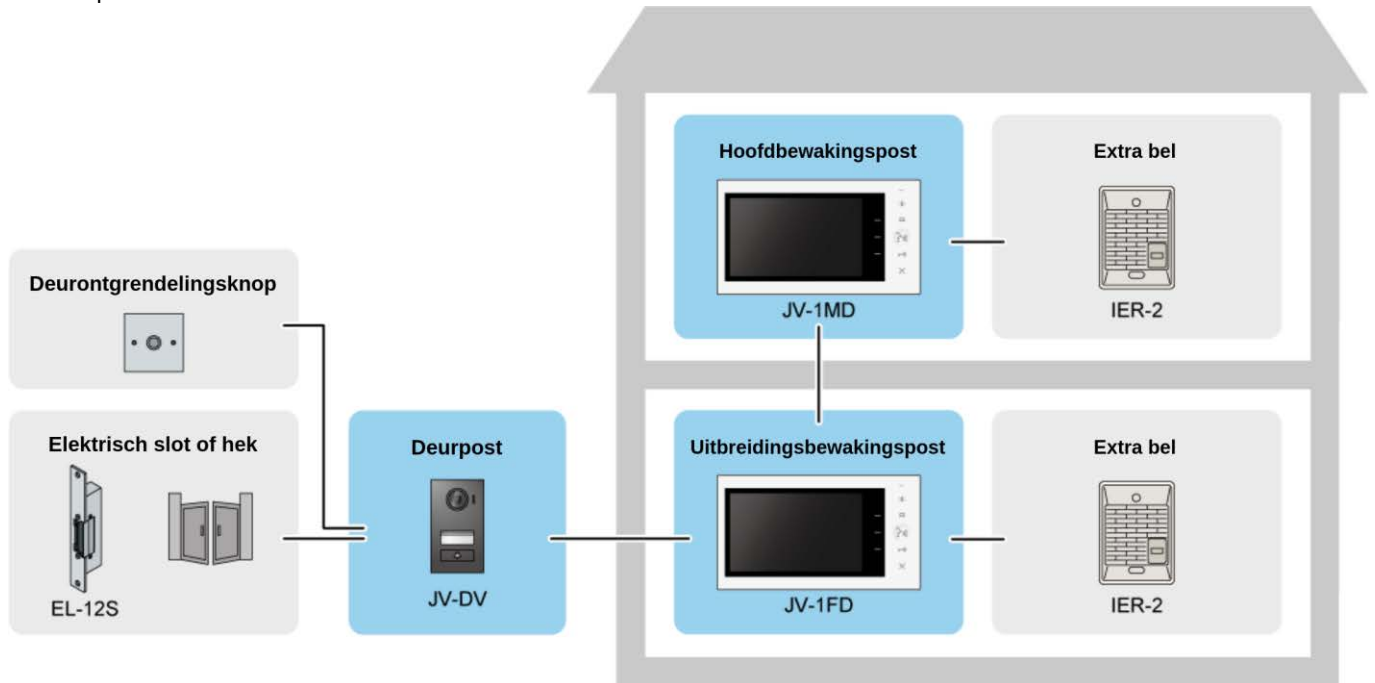 Hoofdbewakingspost
Extra bel
JV-1MD
IER-2
Deurontgrendelingsknop
Elektrisch slot of hek
EL-12S
Deurpost
JV-DV
Uitbreidingsbewakingspost
Extra bel
JV-1FD
IER-2